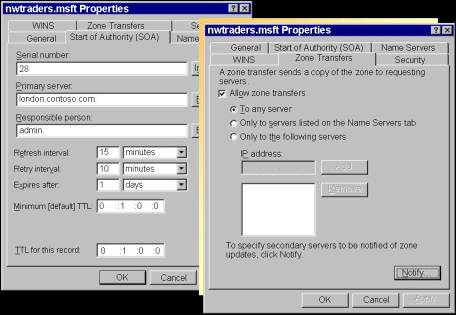 nwtraders.msft Properties
WINS Zone Transfers
General Start of Authority (SOA)
Serial number:
28
Primary server:
london.contoso.com
Responsible person:
admin.
Refresh interval: 15 minutes
Retry interval: 10 minutes
Expires after: 1 days
Minimum [default] TTL: 0 :1 :0 :0
TTL for this record: 0 :1 :0 :0
OK Cancel
nwtraders.msft Properties
General Start of Authority (SOA) Name Servers
WINS Zone Transfers Security
A zone transfer sends a copy of the zone to requesting
servers
Allow zone transfers
To any server
Only to servers listed on the Name Servers tab
Only to the following servers
IP address:
Add
Remove
To specify secondary servers to be notified of zone
updates, click Notify.
Notify...
OK Cancel Apply